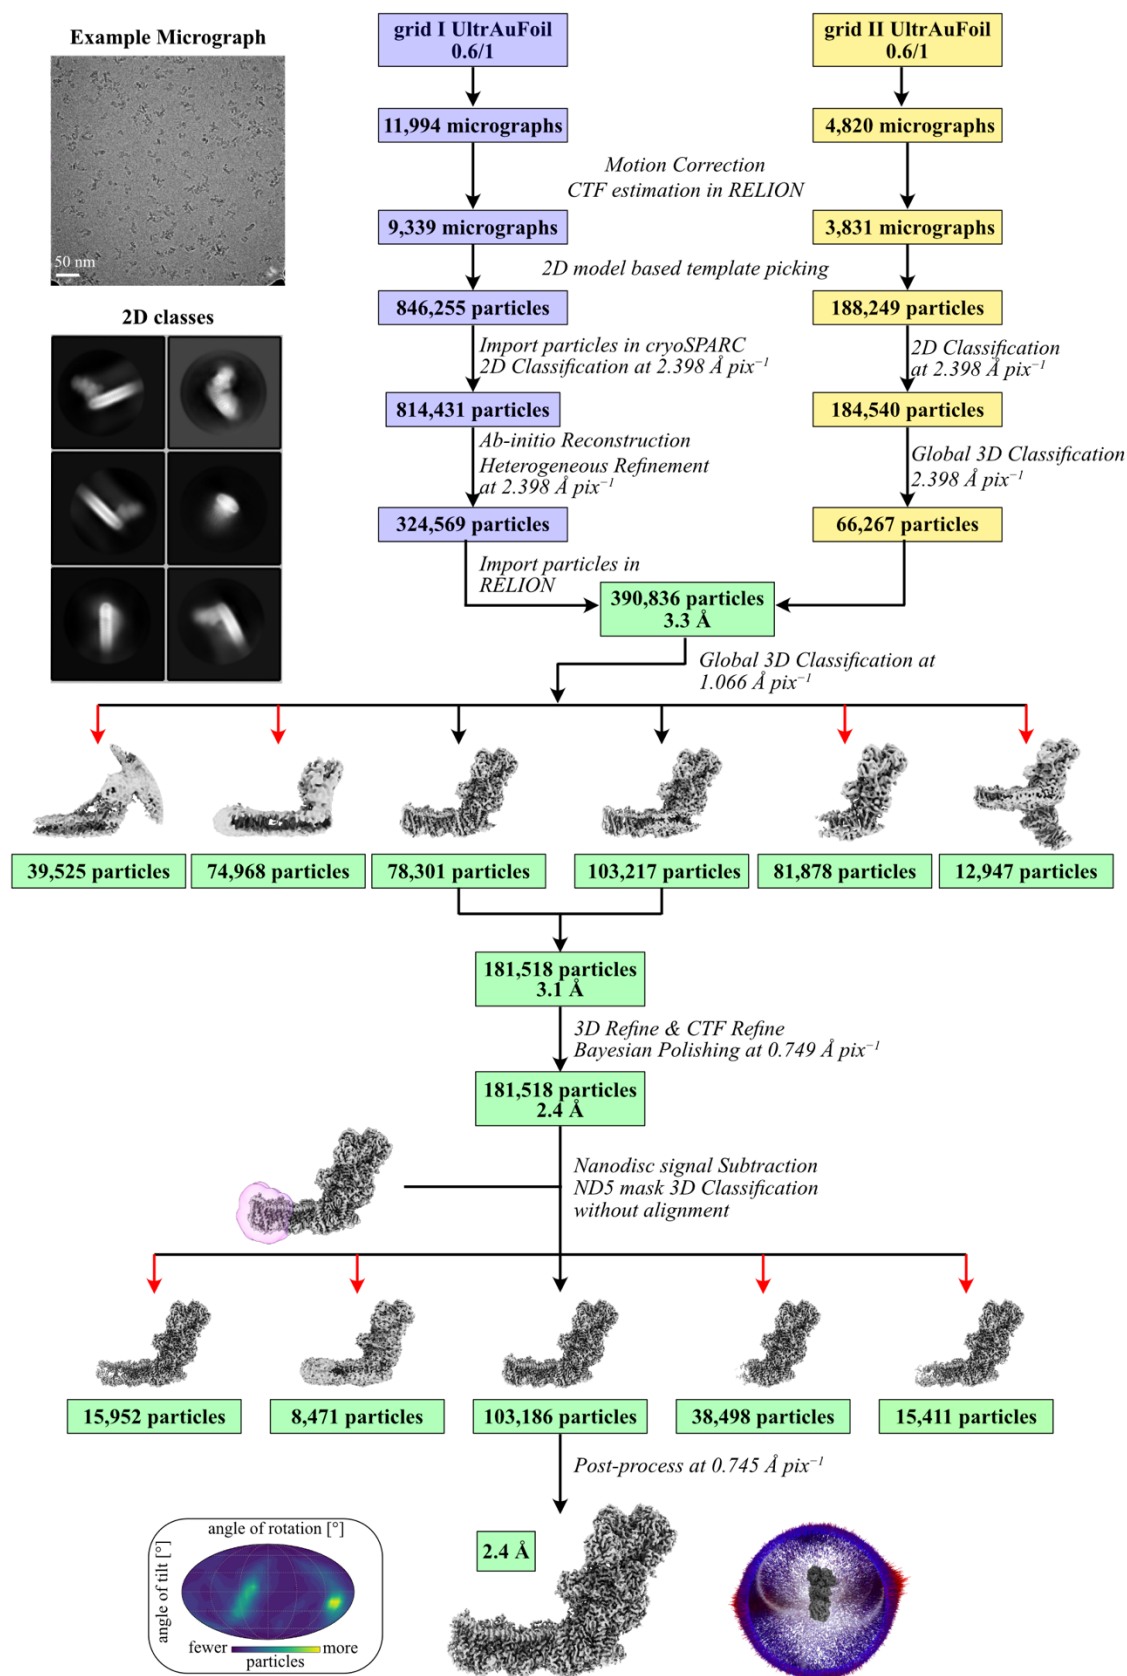 Example Micrograph
50 nm
2D classes
grid I UltrAuFoil
0.6/1
grid II UltrAuFoil
0.6/1
11,994 micrographs
4,820 micrographs
Motion Correction
CTF estimation in RELION
9,339 micrographs
3,831 micrographs
2D model based template picking
846,255 particles
188,249 particles
Import particles in cryoSPARC
2D Classification at 2.398 Å pix⁻¹
2D Classification
at 2.398 Å pix⁻¹
814,431 particles
184,540 particles
Ab-initio Reconstruction
Heterogeneous Refinement
at 2.398 Å pix⁻¹
Global 3D Classification
2.398 Å pix⁻¹
324,569 particles
66,267 particles
Import particles in
RELION
390,836 particles
3.3 Å
Global 3D Classification at
1.066 Å pix⁻¹
39,525 particles
74,968 particles
78,301 particles
103,217 particles
81,878 particles
12,947 particles
181,518 particles
3.1 Å
3D Refine & CTF Refine
Bayesian Polishing at 0.749 Å pix⁻¹
181,518 particles
2.4 Å
Nanodisc signal Subtraction
ND5 mask 3D Classification
without alignment
15,952 particles
8,471 particles
103,186 particles
38,498 particles
15,411 particles
Post-process at 0.745 Å pix⁻¹
2.4 Å
angle of rotation [°]
angle of tilt [°]
fewer
more
particles